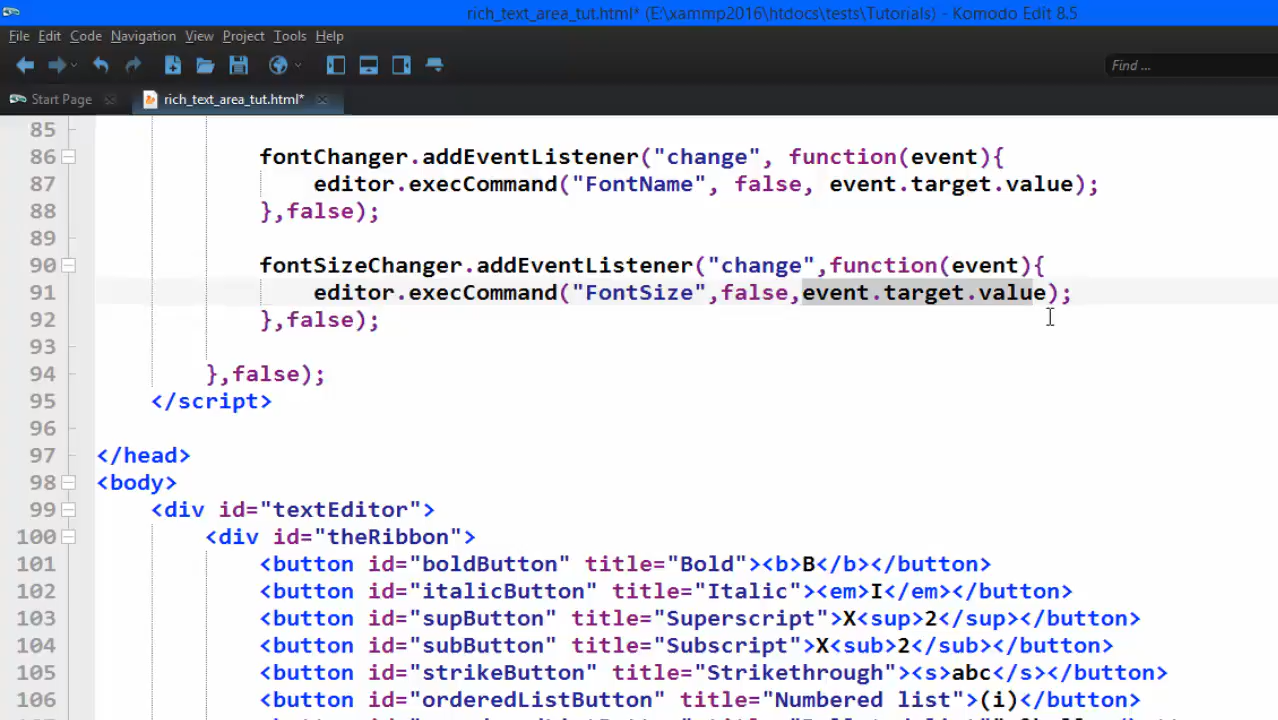 rich_text_area_tut.html* (E:\xammp2016\htdocs\tests\Tutorials) - Komodo Edit 8.5
File Edit Code Navigation View Project Tools Help
Find ...
Start Page rich_text_area_tut.html*
85
86 fontChanger.addEventListener("change", function(event){
87 editor.execCommand("FontName", false, event.target.value);
88 },false);
89
90 fontSizeChanger.addEventListener("change",function(event){
91 editor.execCommand("FontSize",false,event.target.value);
92 },false);
93
94 },false);
95 </script>
96
97 </head>
98 <body>
99 <div id="textEditor">
100 <div id="theRibbon">
101 <button id="boldButton" title="Bold"><b>B</b></button>
102 <button id="italicButton" title="Italic"><em>I</em></button>
103 <button id="supButton" title="Superscript">X<sup>2</sup></button>
104 <button id="subButton" title="Subscript">X<sub>2</sub></button>
105 <button id="strikeButton" title="Strikethrough"><s>abc</s></button>
106 <button id="orderedListButton" title="Numbered list">(i)</button>